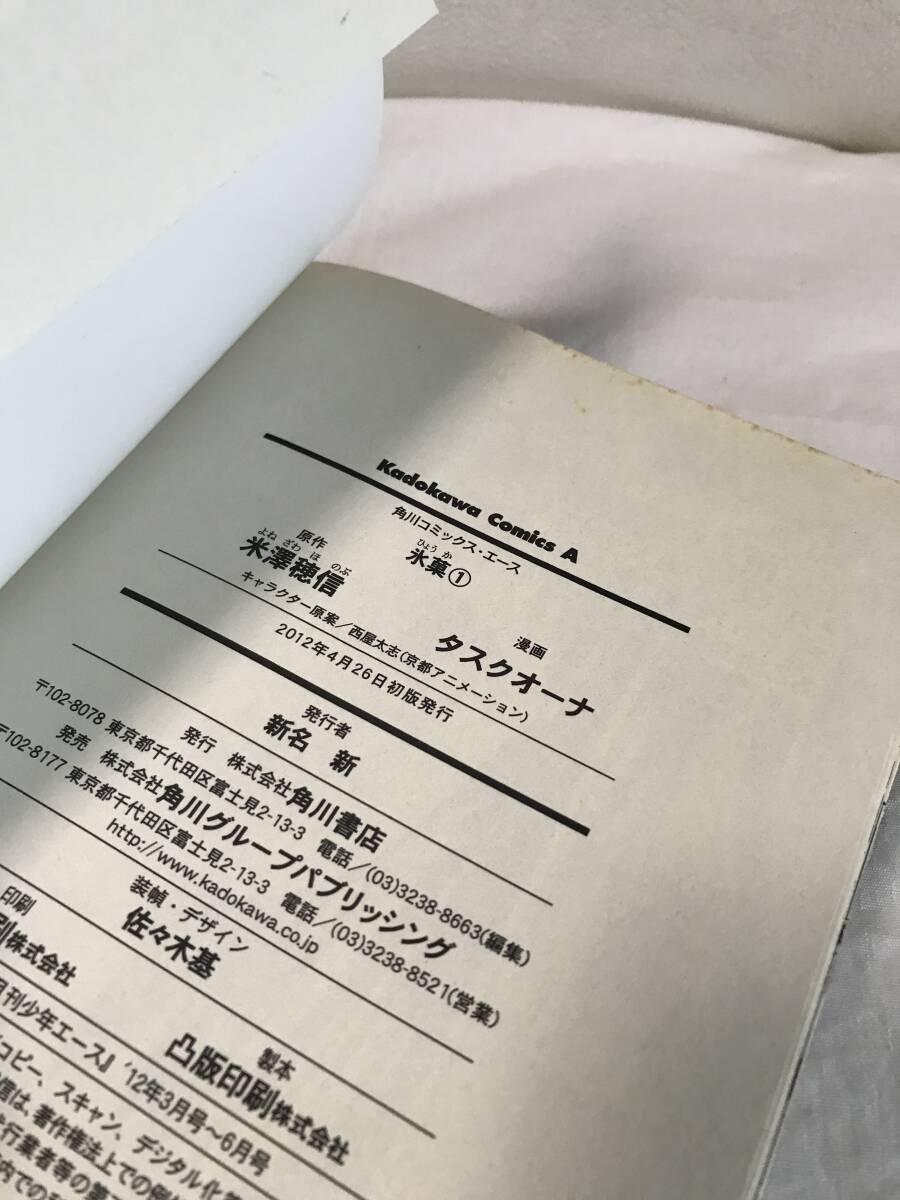 Kadokawa Comics A
角川コミックス・エース
ひょうか
氷菓①
原作 漫画
よねざわほのぶ
米澤穂信 タスクオーナ
キャラクター原案/西屋太志(京都アニメーション)
2012年4月26日初版発行
発行者
新名 新
発行 株式会社角川書店
〒102-8078 東京都千代田区富士見2-13-3 電話/(03)3238-8663(編集)
発売 株式会社角川グループパブリッシング
〒102-8177 東京都千代田区富士見2-13-3 電話/(03)3238-8521(営業)
http://www.kadokawa.co.jp
装幀・デザイン
佐々木基
印刷 製本
刷株式会社 凸版印刷株式会社
月刊少年エース』'12年3月号~6月号
コピー、スキャン、デジタル化等
信は、著作権法上での例
行業者等の第
内での